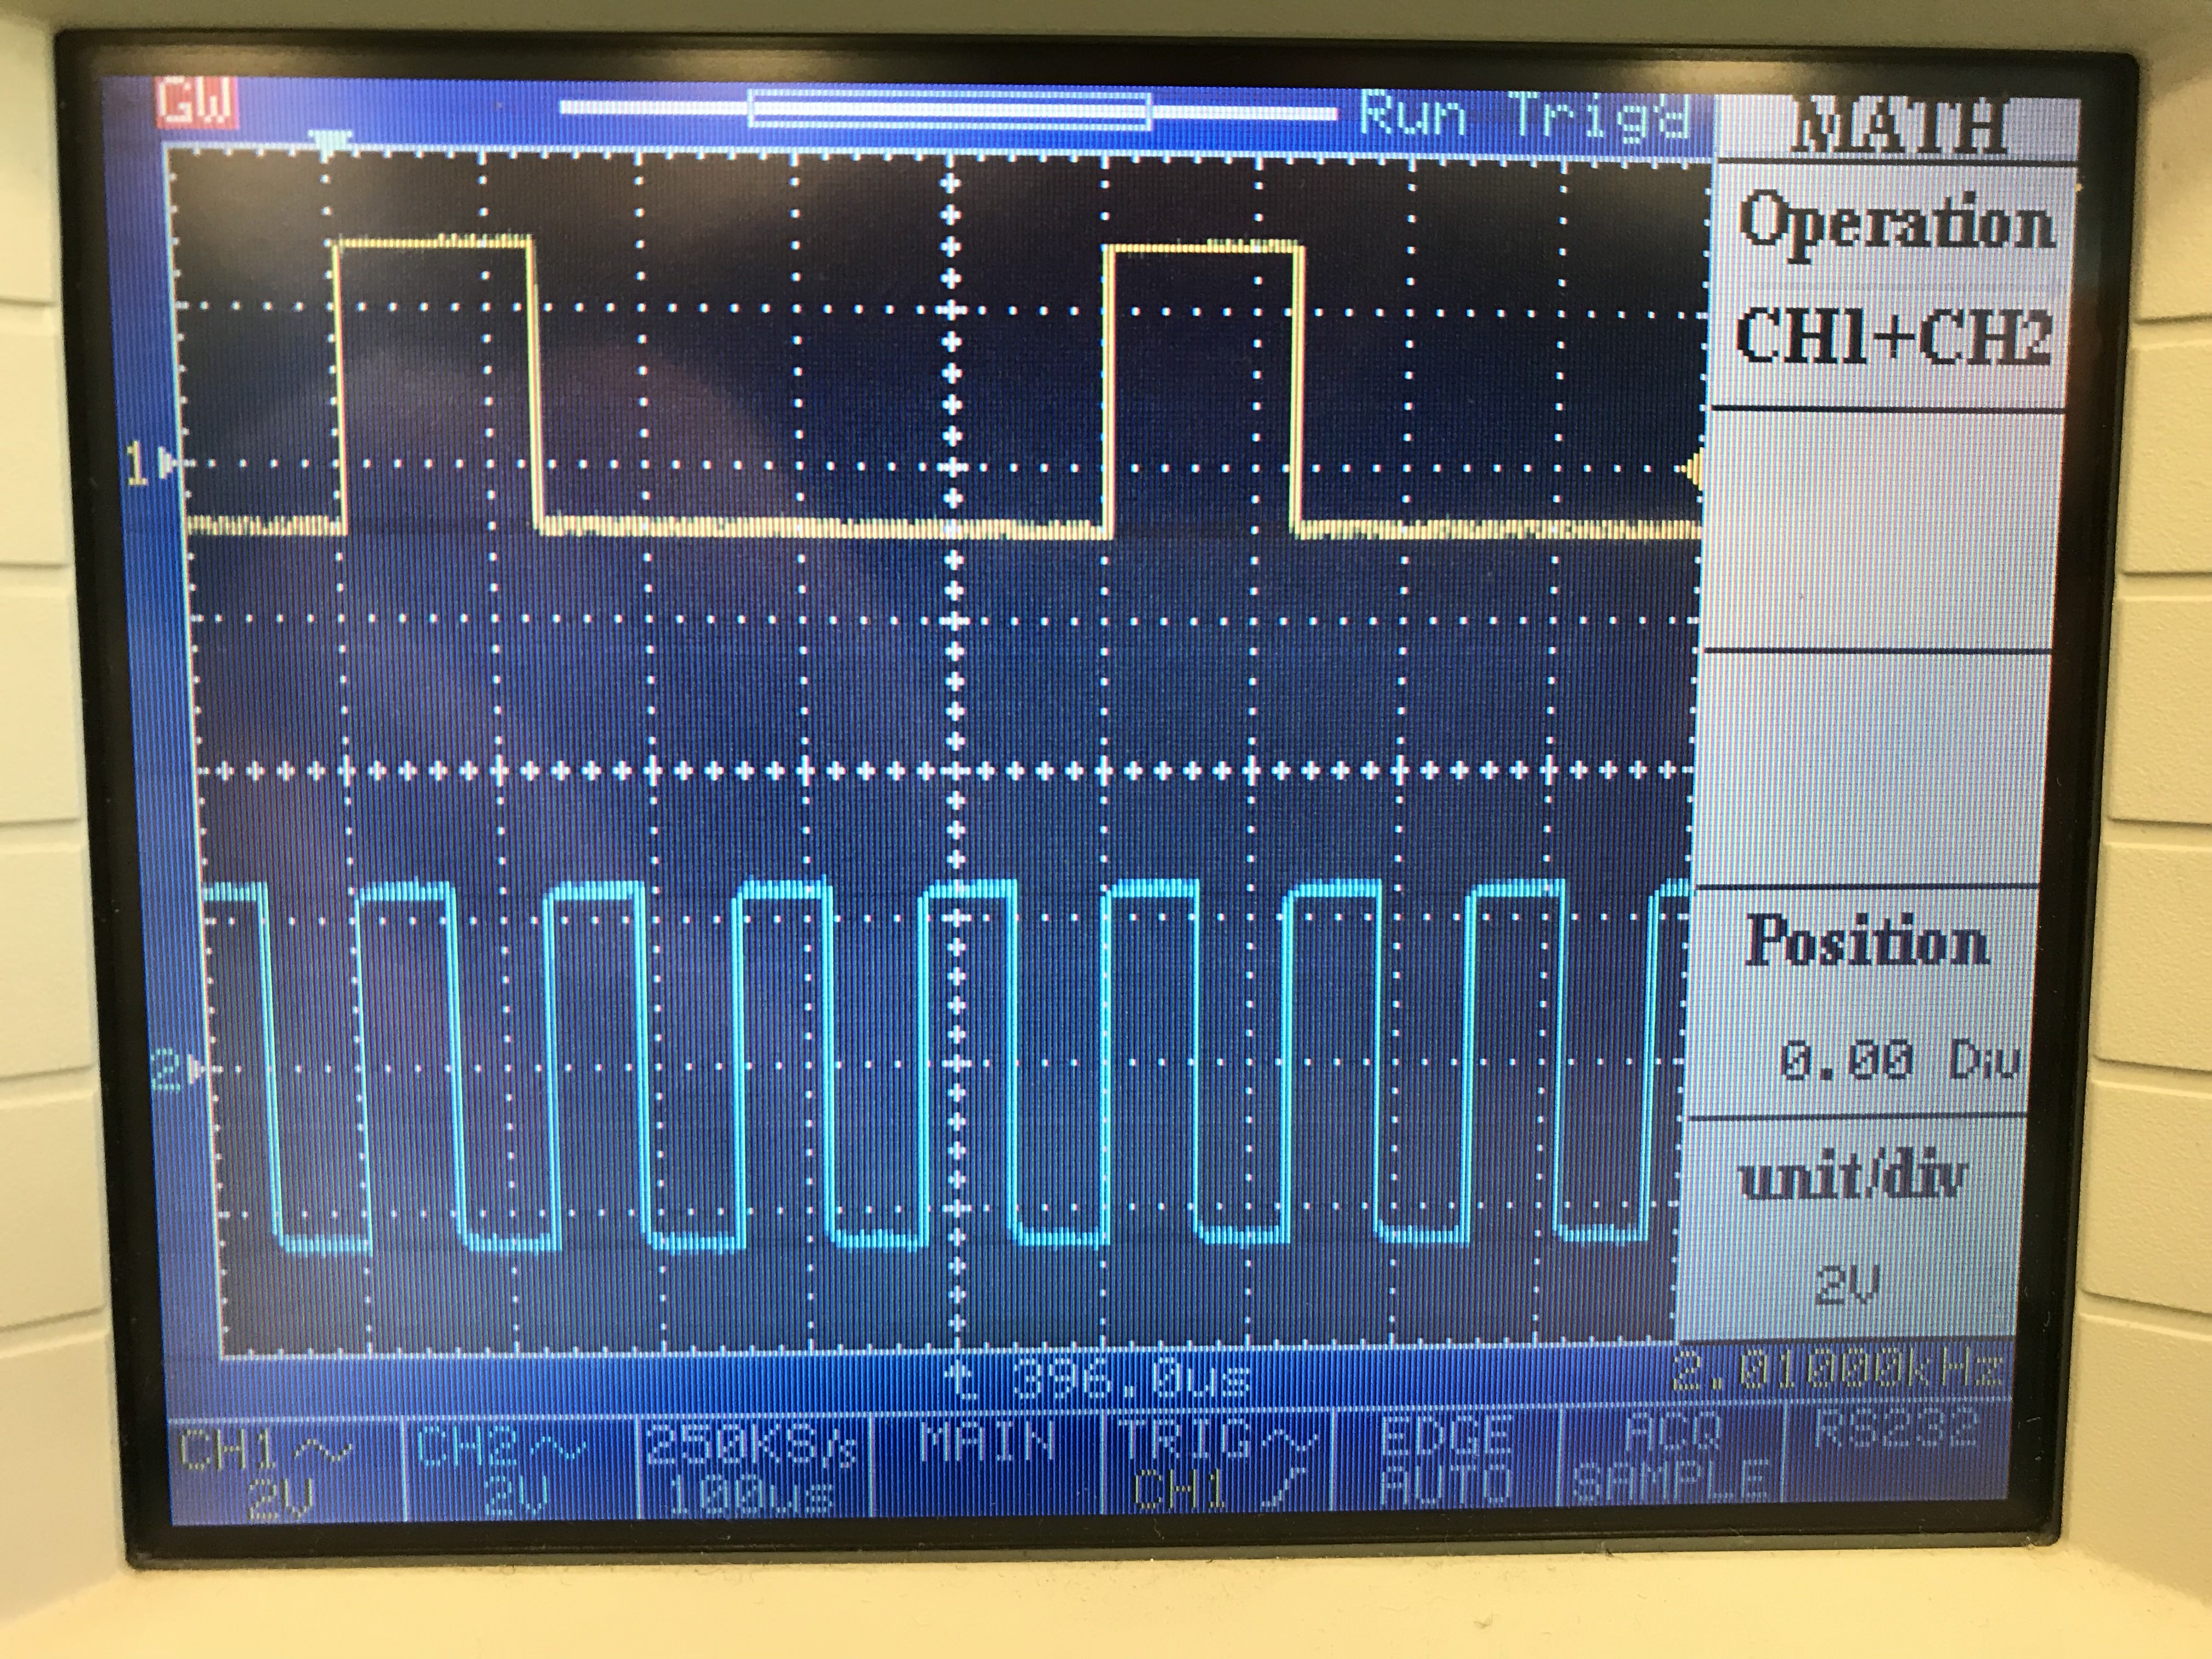 GW
Run Trig'd
MATH
Operation
CH1+CH2
1
2
Position
0.00 Div
unit/div
2V
t 396.0us
2.01000kHz
CH1 ∿
2V
CH2 ∿
2V
250KS/s
100us
MAIN
TRIG ∿
CH1
EDGE
AUTO
ACQ
SAMPLE
RS232